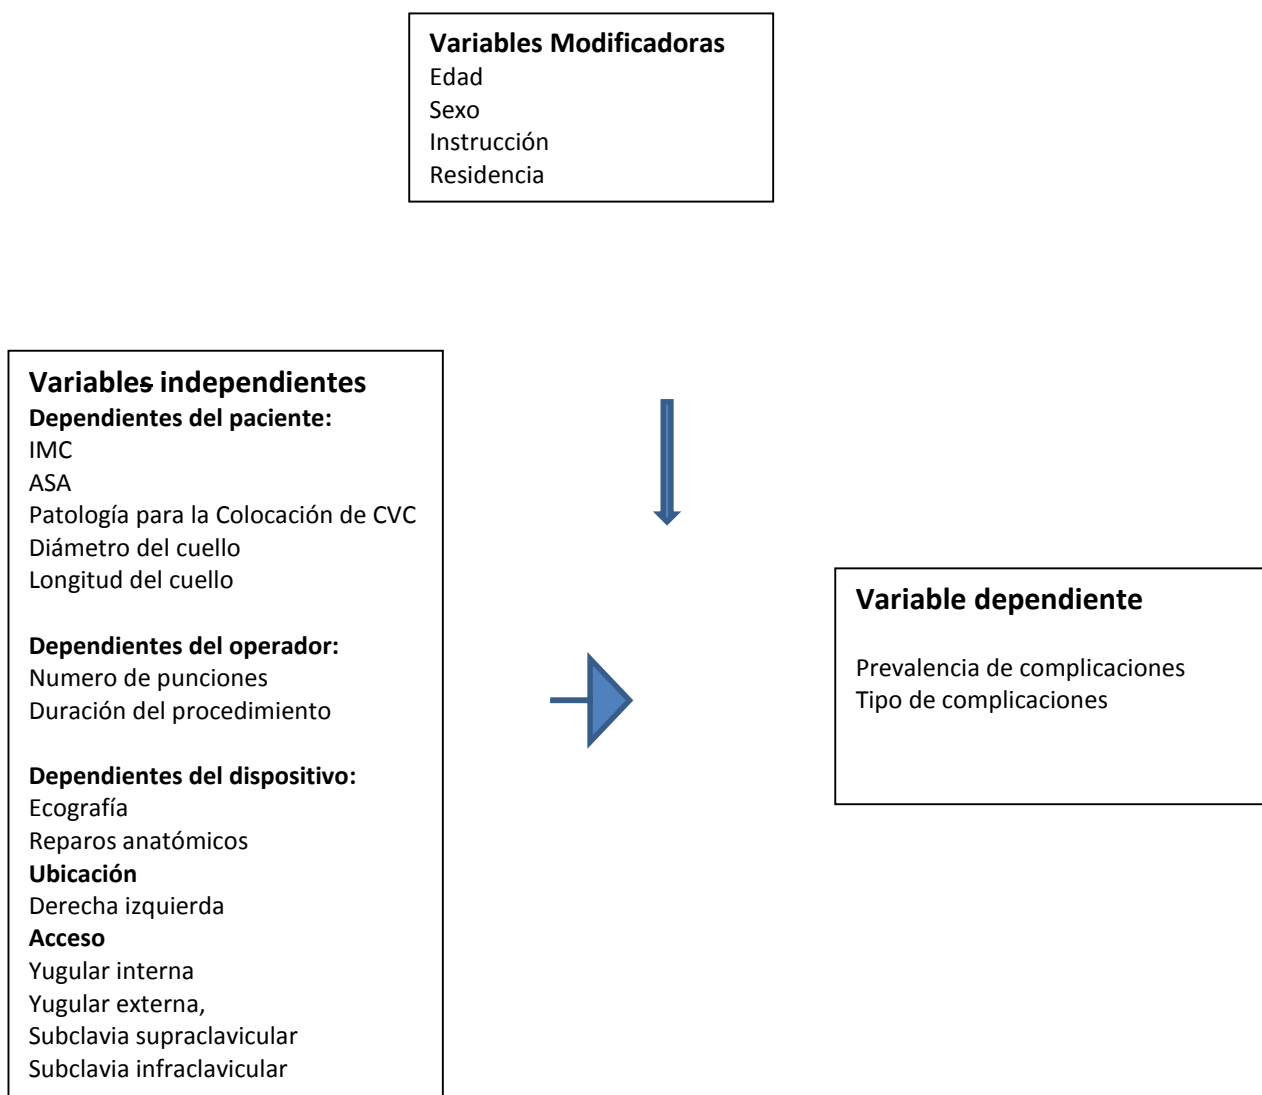 Variables Modificadoras
Edad
Sexo
Instrucción
Residencia
Variables independientes
Dependientes del paciente:
IMC
ASA
Patología para la Colocación de CVC
Diámetro del cuello
Longitud del cuello
Dependientes del operador:
Numero de punciones
Duración del procedimiento
Dependientes del dispositivo:
Ecografía
Reparos anatómicos
Ubicación
Derecha izquierda
Acceso
Yugular interna
Yugular externa,
Subclavia supraclavicular
Subclavia infraclavicular
Variable dependiente
Prevalencia de complicaciones
Tipo de complicaciones